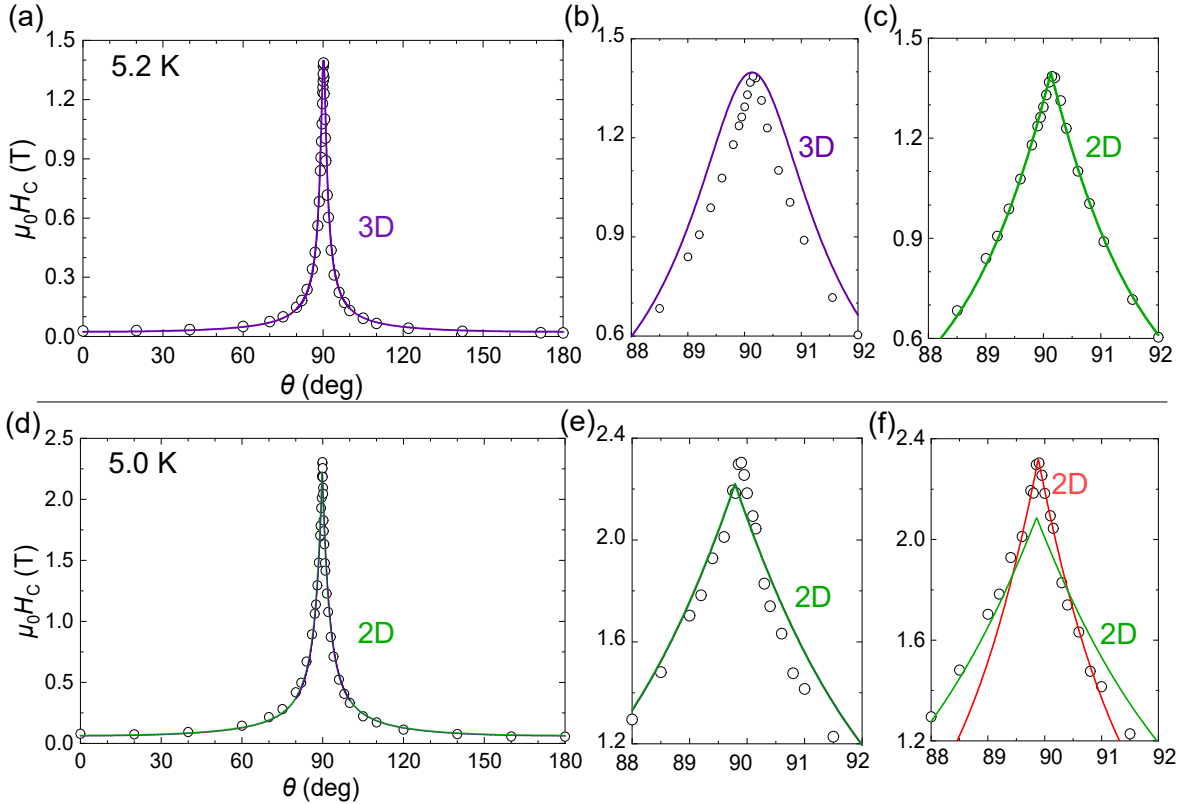 (a)
5.2 K
μ₀H_C (T)
1.5
1.2
0.9
0.6
0.3
0.0
3D
0 30 60 90 120 150 180
θ (deg)
(b)
1.5
1.2
0.9
0.6
3D
88 89 90 91 92
(c)
1.5
1.2
0.9
0.6
2D
88 89 90 91 92
(d)
5.0 K
μ₀H_C (T)
2.5
2.0
1.5
1.0
0.5
0.0
2D
0 30 60 90 120 150 180
θ (deg)
(e)
2.4
2.0
1.6
1.2
2D
88 89 90 91 92
(f)
2.4
2.0
1.6
1.2
2D
2D
88 89 90 91 92